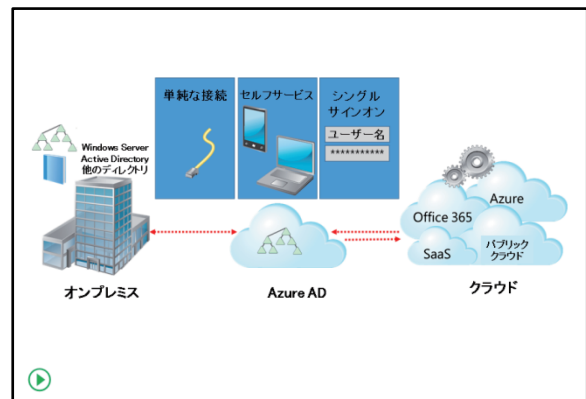 単純な接続
セルフサービス
シングル
サインオン
ユーザー名
***********
Windows Server
Active Directory
他のディレクトリ
オンプレミス
Azure AD
Office 365
Azure
SaaS
パブリック
クラウド
クラウド